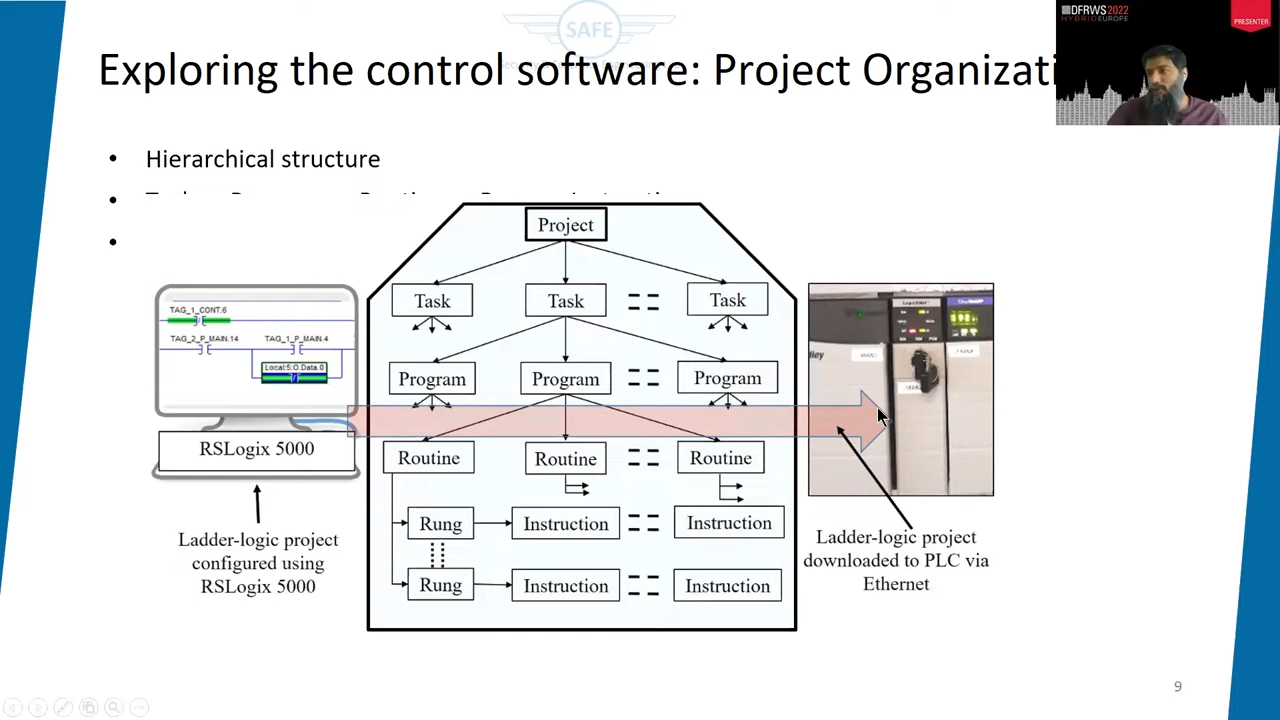 SAFE
DFRWS2022
HYBRID EUROPE
PRESENTER
Exploring the control software: Project Organizati
• Hierarchical structure
•
•
Project
Task Task Task
Program Program Program
Routine Routine Routine
Rung Instruction Instruction
Rung Instruction Instruction
TAG_1_CONT.6
TAG_2_P_MAIN.14 TAG_1_P_MAIN.4
Local:5:O.Data.0
RSLogix 5000
Ladder-logic project
configured using
RSLogix 5000
Ladder-logic project
downloaded to PLC via
Ethernet
9